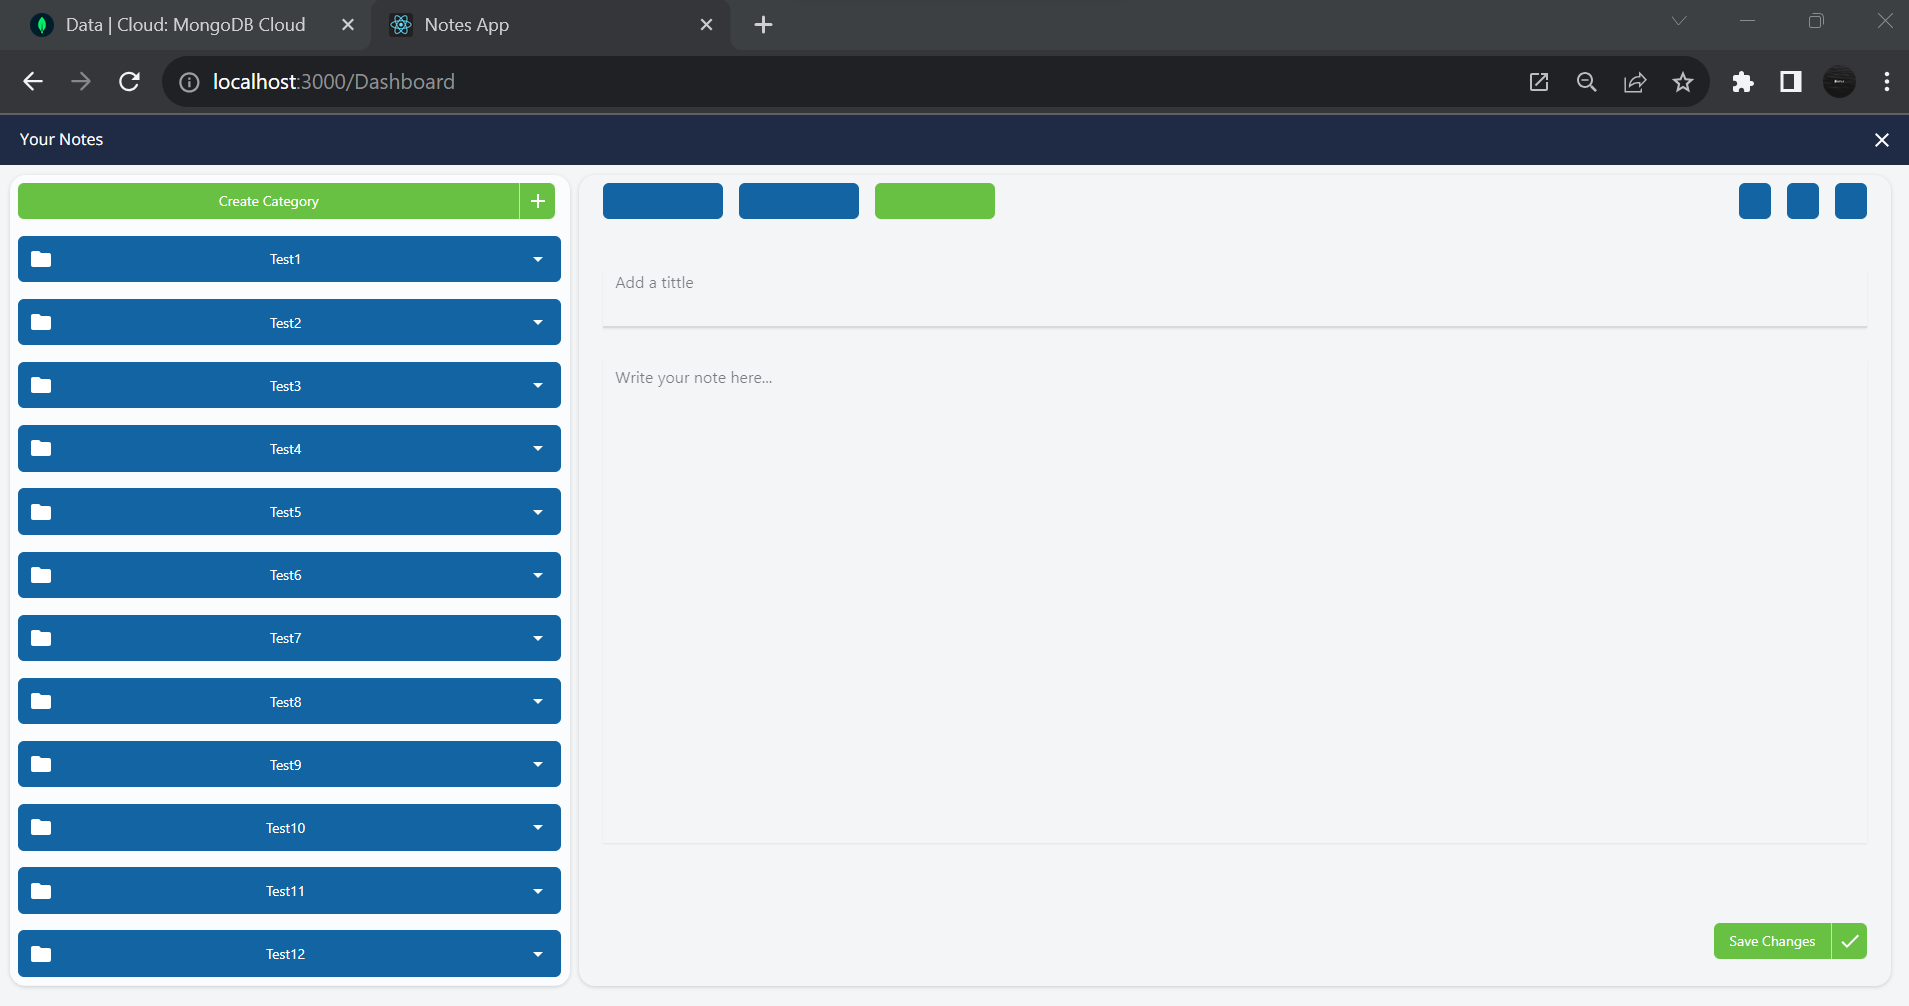 Data | Cloud: MongoDB Cloud
Notes App
localhost:3000/Dashboard
Your Notes
Create Category
Test1
Test2
Test3
Test4
Test5
Test6
Test7
Test8
Test9
Test10
Test11
Test12
Add a tittle
Write your note here...
Save Changes